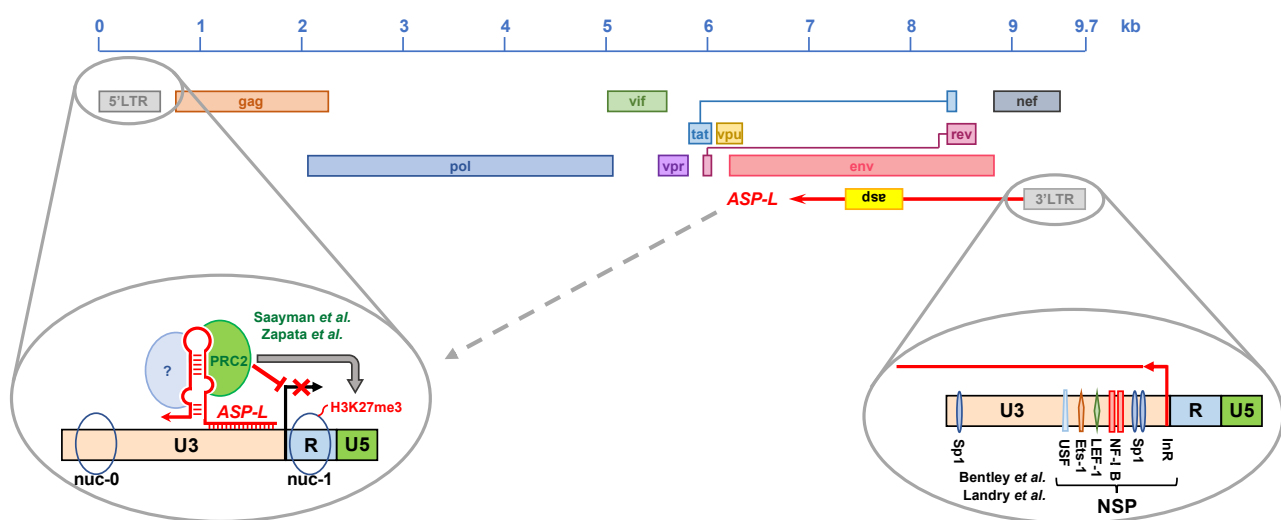 0 1 2 3 4 5 6 7 8 9 9.7 kb
5'LTR gag vif nef
tat vpu rev
pol vpr env
ASP-L asp 3'LTR
Saayman et al.
Zapata et al.
? PRC2
H3K27me3
ASP-L
U3 R U5
nuc-0 nuc-1
U3 R U5
Sp1 USF Ets-1 LEF-1 NF-I B Sp1 InR
Bentley et al.
Landry et al.
NSP